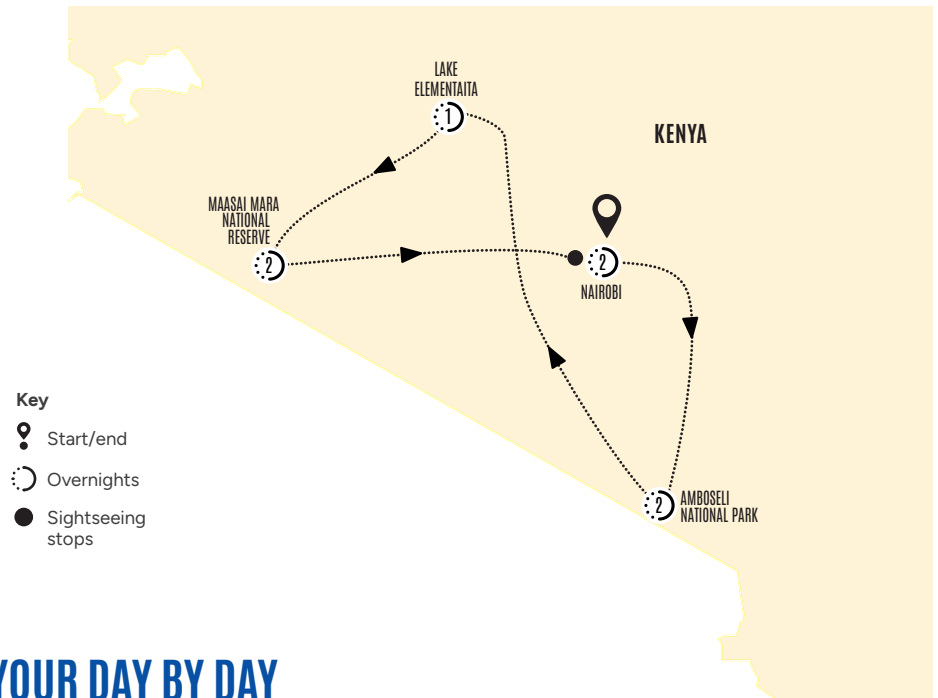 LAKE
ELEMENTAITA
1
KENYA
MAASAI MARA
NATIONAL
RESERVE
2
2
NAIROBI
Key
Start/end
Overnights
Sightseeing
stops
2
AMBOSELI
NATIONAL PARK
YOUR DAY BY DAY